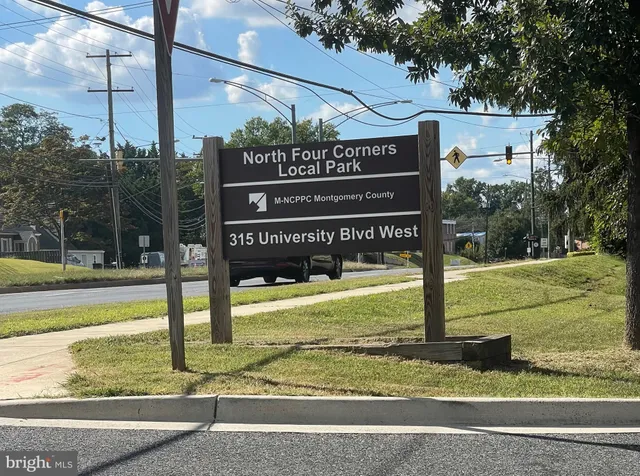 North Four Corners
Local Park
M-NCPPC Montgomery County
315 University Blvd West
bright MLS